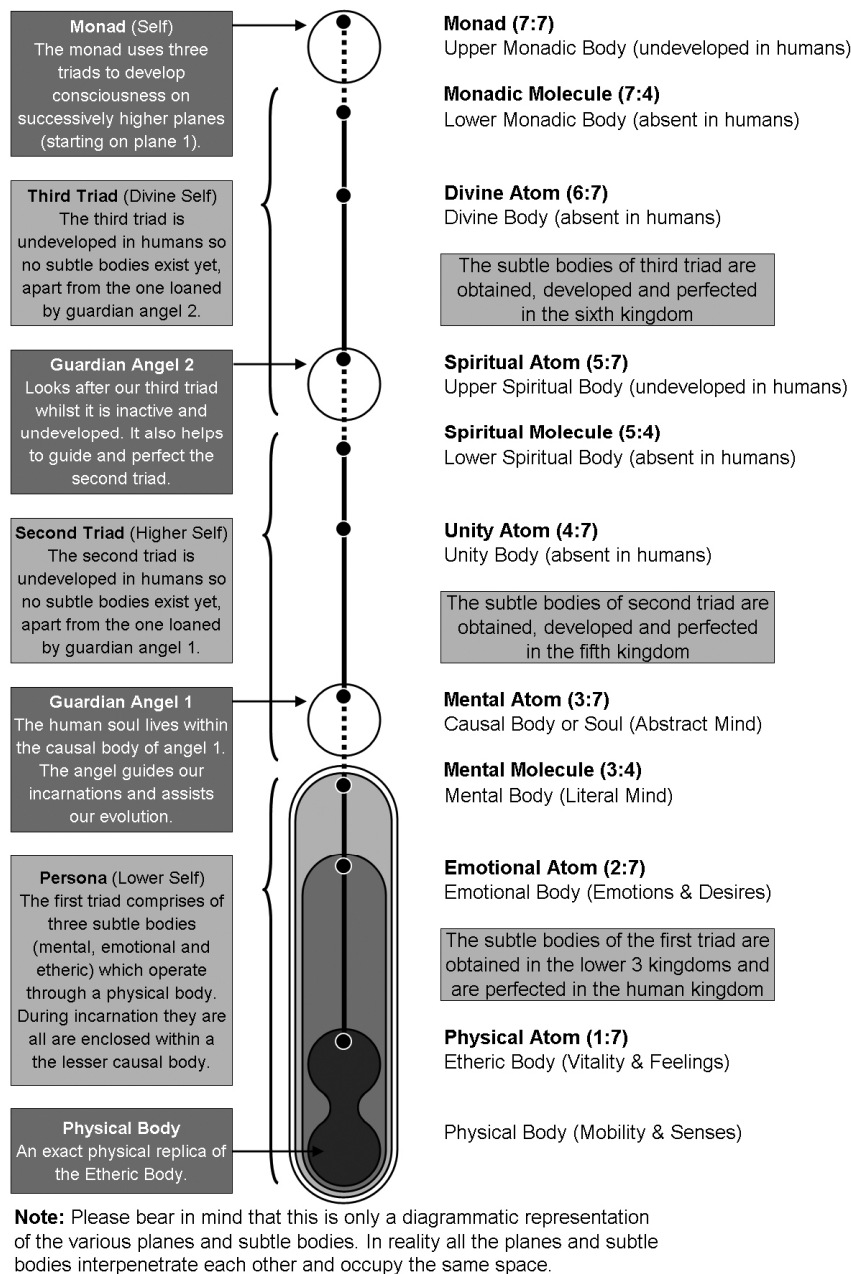 Monad (Self)
The monad uses three
triads to develop
consciousness on
successively higher planes
(starting on plane 1).
Monad (7:7)
Upper Monadic Body (undeveloped in humans)
Monadic Molecule (7:4)
Lower Monadic Body (absent in humans)
Third Triad (Divine Self)
The third triad is
undeveloped in humans so
no subtle bodies exist yet,
apart from the one loaned
by guardian angel 2.
Divine Atom (6:7)
Divine Body (absent in humans)
The subtle bodies of third triad are
obtained, developed and perfected
in the sixth kingdom
Guardian Angel 2
Looks after our third triad
whilst it is inactive and
undeveloped. It also helps
to guide and perfect the
second triad.
Spiritual Atom (5:7)
Upper Spiritual Body (undeveloped in humans)
Spiritual Molecule (5:4)
Lower Spiritual Body (absent in humans)
Second Triad (Higher Self)
The second triad is
undeveloped in humans so
no subtle bodies exist yet,
apart from the one loaned
by guardian angel 1.
Unity Atom (4:7)
Unity Body (absent in humans)
The subtle bodies of second triad are
obtained, developed and perfected
in the fifth kingdom
Guardian Angel 1
The human soul lives within
the causal body of angel 1.
The angel guides our
incarnations and assists
our evolution.
Mental Atom (3:7)
Causal Body or Soul (Abstract Mind)
Mental Molecule (3:4)
Mental Body (Literal Mind)
Persona (Lower Self)
The first triad comprises of
three subtle bodies
(mental, emotional and
etheric) which operate
through a physical body.
During incarnation they are
all are enclosed within a
the lesser causal body.
Emotional Atom (2:7)
Emotional Body (Emotions & Desires)
The subtle bodies of the first triad are
obtained in the lower 3 kingdoms and
are perfected in the human kingdom
Physical Atom (1:7)
Etheric Body (Vitality & Feelings)
Physical Body
An exact physical replica of
the Etheric Body.
Physical Body (Mobility & Senses)
Note: Please bear in mind that this is only a diagrammatic representation
of the various planes and subtle bodies. In reality all the planes and subtle
bodies interpenetrate each other and occupy the same space.